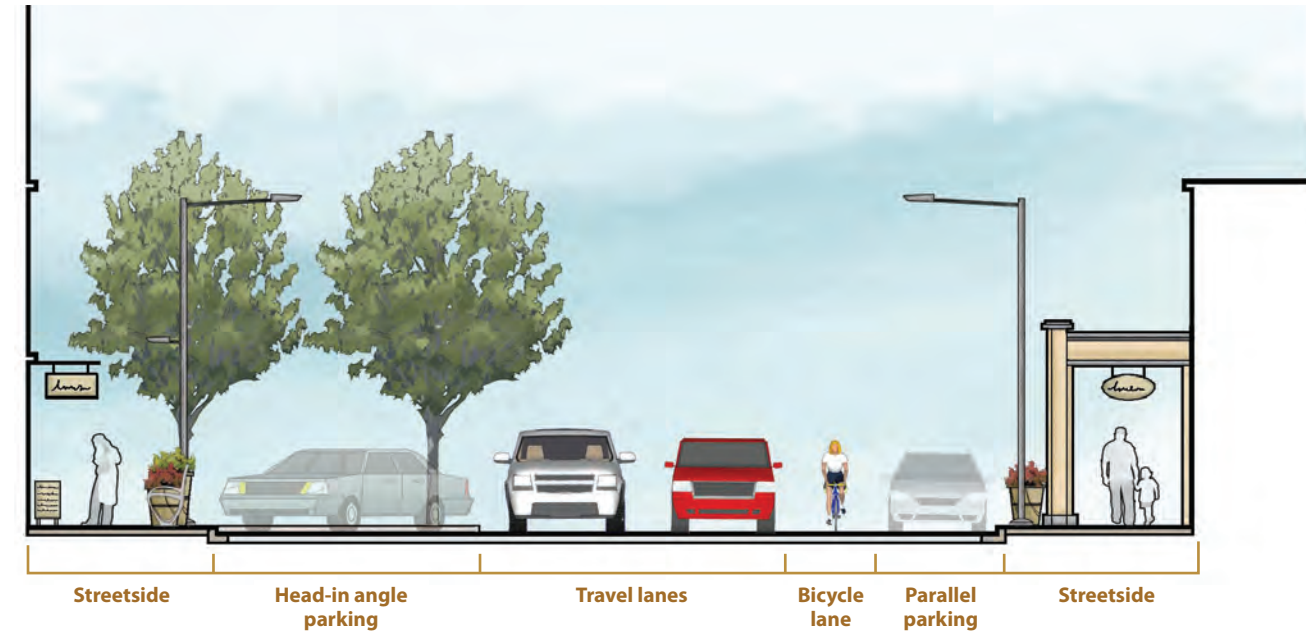 Streetside
Head-in angle
parking
Travel lanes
Bicycle
lane
Parallel
parking
Streetside